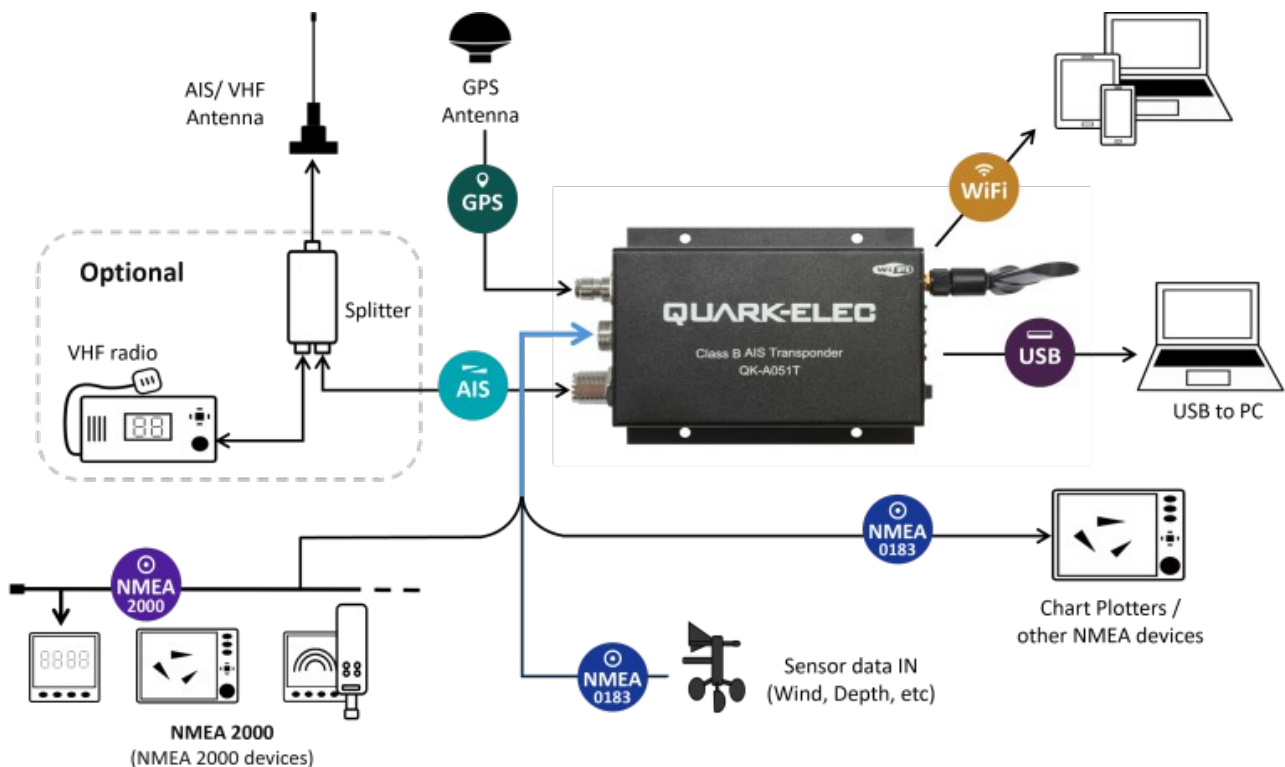 AIS/ VHF
Antenna
GPS
Antenna
GPS
WiFi
Optional
Splitter
VHF radio
AIS
WiFi
QUARK-ELEC
Class B AIS Transponder
QK-A051T
USB
USB to PC
NMEA
0183
Chart Plotters /
other NMEA devices
NMEA
2000
NMEA 2000
(NMEA 2000 devices)
NMEA
0183
Sensor data IN
(Wind, Depth, etc)